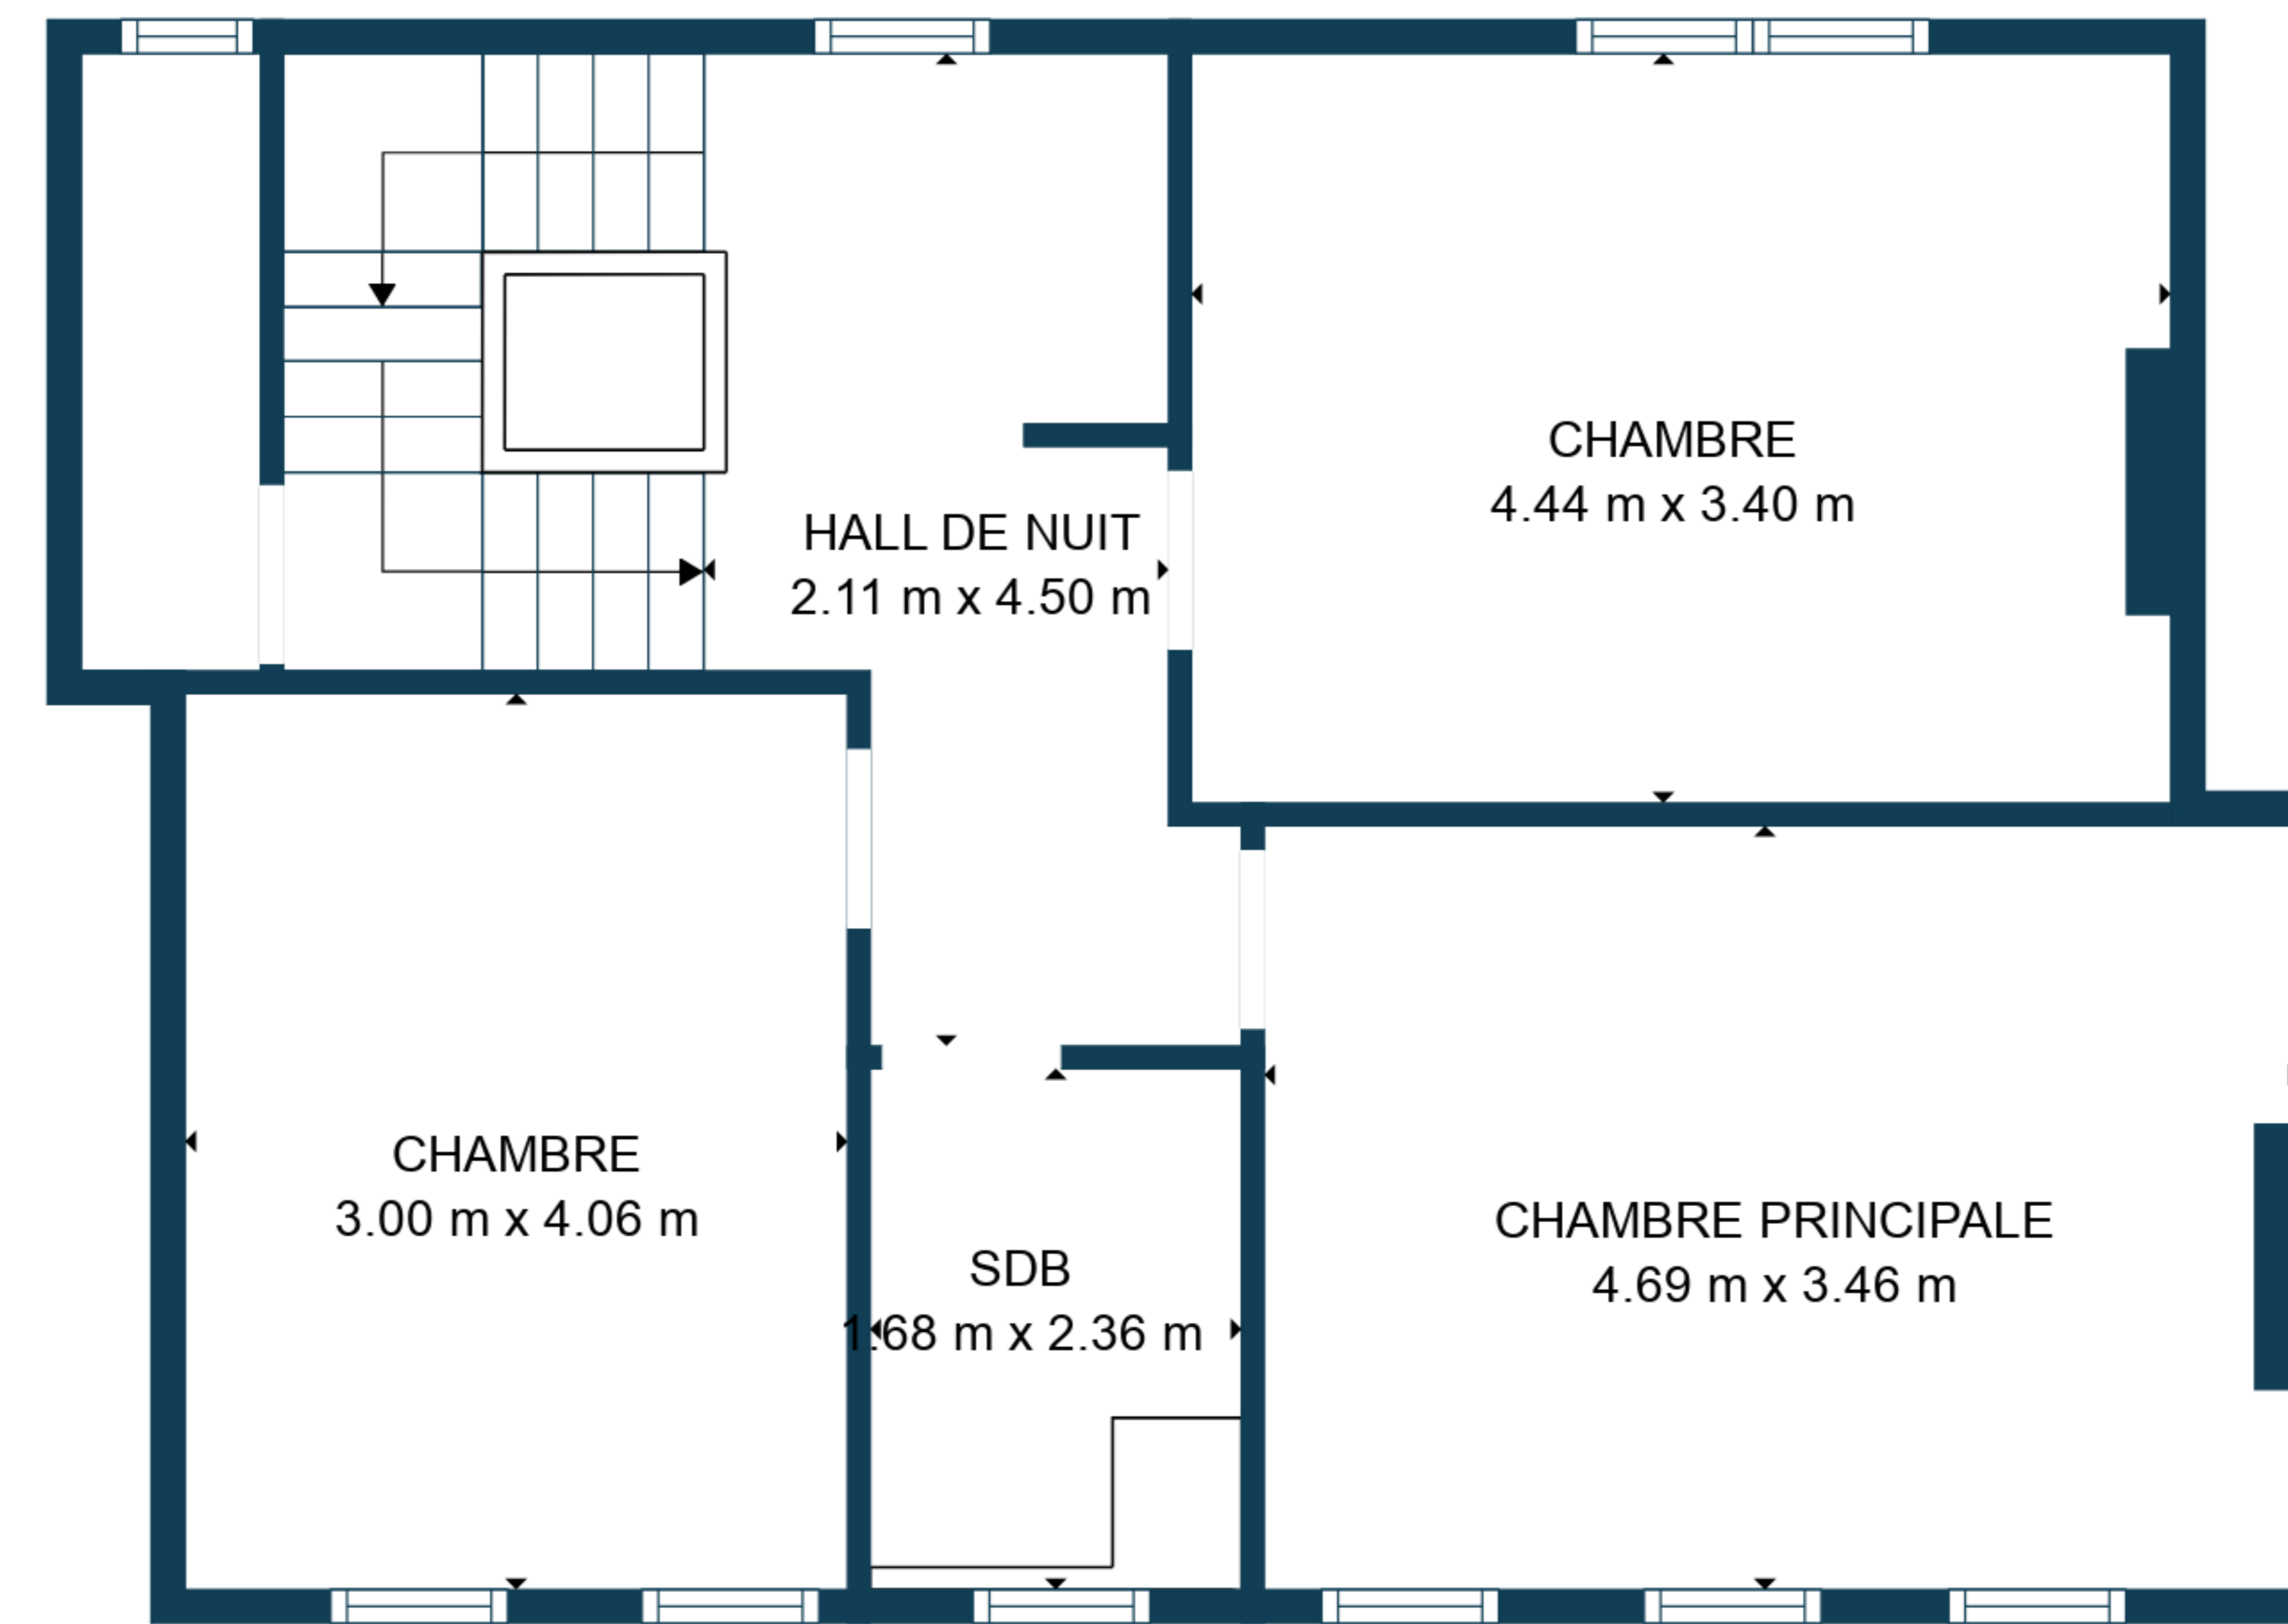 CHAMBRE
4.44 m x 3.40 m
HALL DE NUIT
2.11 m x 4.50 m
CHAMBRE
3.00 m x 4.06 m
SDB
1.68 m x 2.36 m
CHAMBRE PRINCIPALE
4.69 m x 3.46 m